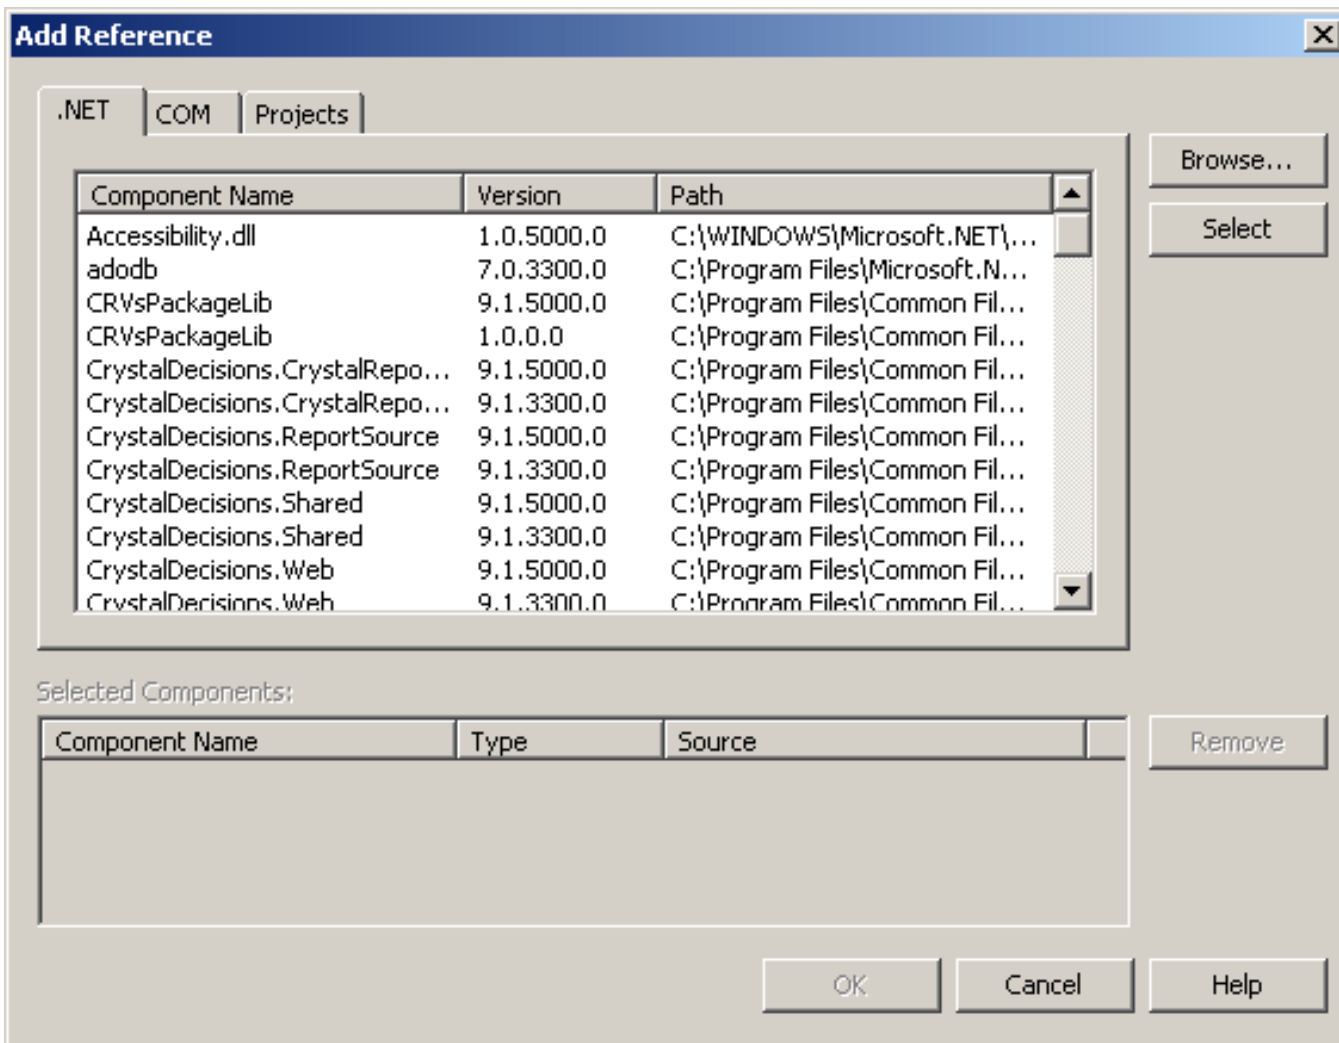 Add Reference
.NET COM Projects
Browse...
Component Name Version Path
Select
Accessibility.dll 1.0.5000.0 C:\WINDOWS\Microsoft.NET\...
adodb 7.0.3300.0 C:\Program Files\Microsoft.N...
CRVsPackageLib 9.1.5000.0 C:\Program Files\Common Fil...
CRVsPackageLib 1.0.0.0 C:\Program Files\Common Fil...
CrystalDecisions.CrystalRepo... 9.1.5000.0 C:\Program Files\Common Fil...
CrystalDecisions.CrystalRepo... 9.1.3300.0 C:\Program Files\Common Fil...
CrystalDecisions.ReportSource 9.1.5000.0 C:\Program Files\Common Fil...
CrystalDecisions.ReportSource 9.1.3300.0 C:\Program Files\Common Fil...
CrystalDecisions.Shared 9.1.5000.0 C:\Program Files\Common Fil...
CrystalDecisions.Shared 9.1.3300.0 C:\Program Files\Common Fil...
CrystalDecisions.Web 9.1.5000.0 C:\Program Files\Common Fil...
CrystalDecisions.Web 9.1.3300.0 C:\Program Files\Common Fil...
Selected Components:
Component Name Type Source
Remove
OK Cancel Help